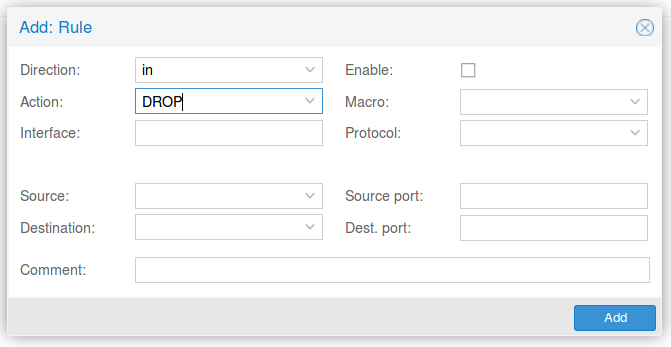 Add: Rule
Direction: in Enable:
Action: DROP Macro:
Interface: Protocol:
Source: Source port:
Destination: Dest. port:
Comment:
Add